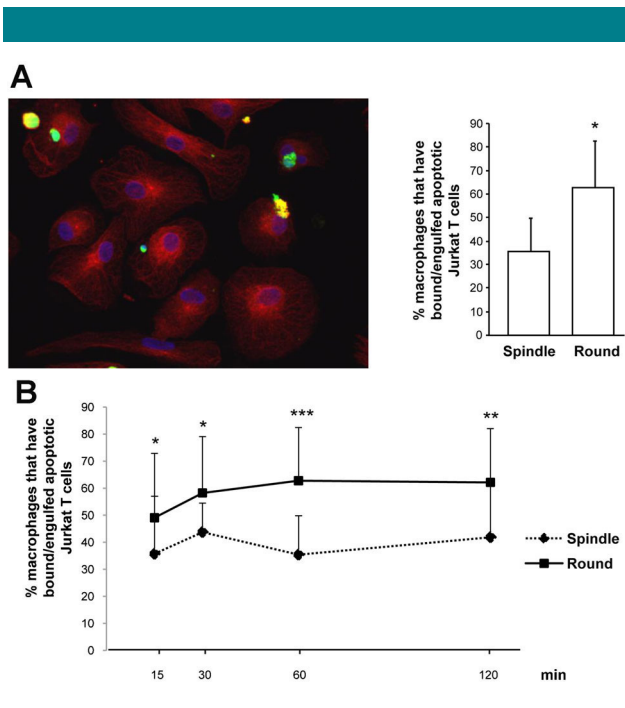 A
% macrophages that have
bound/engulfed apoptotic
Jurkat T cells
90
80
70
60
50
40
30
20
10
0
*
Spindle
Round
B
% macrophages that have
bound/engulfed apoptotic
Jurkat T cells
90
80
70
60
50
40
30
20
10
0
*
*
***
**
Spindle
Round
15 30 60 120 min